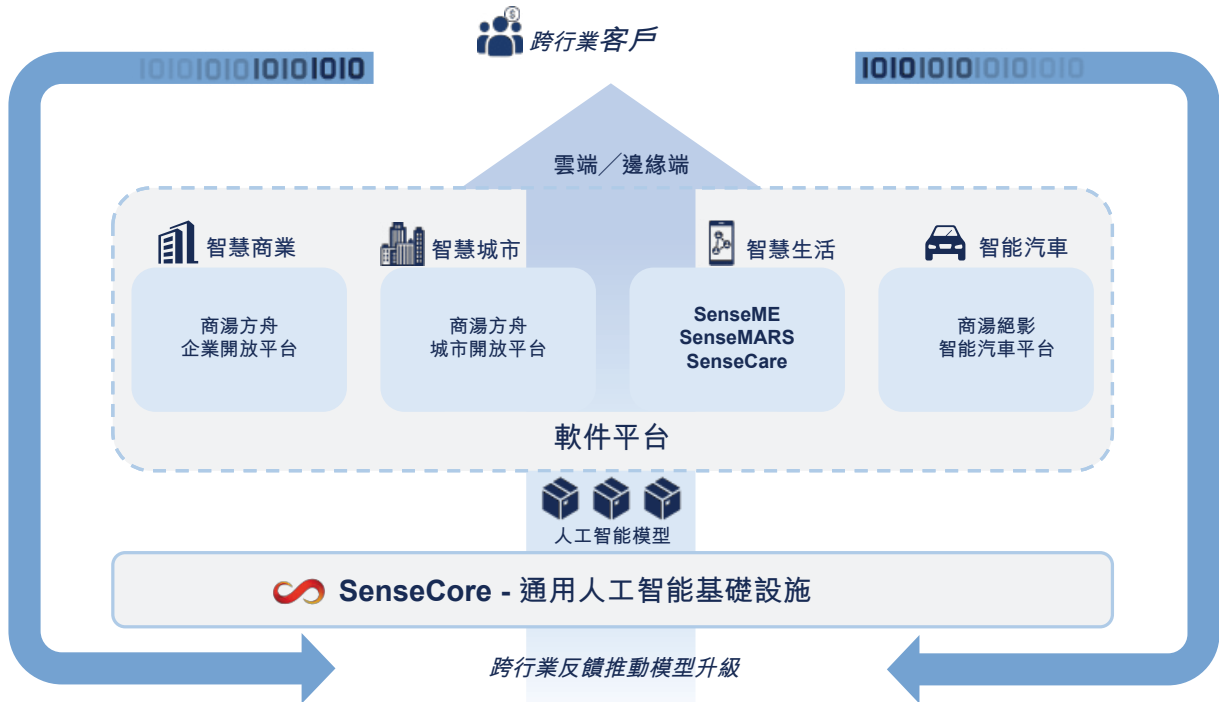 跨行業客戶
1010101010101010
1010101010101010
雲端／邊緣端
智慧商業
智慧城市
智慧生活
智能汽車
商湯方舟
企業開放平台
商湯方舟
城市開放平台
SenseME
SenseMARS
SenseCare
商湯絕影
智能汽車平台
軟件平台
人工智能模型
SenseCore - 通用人工智能基礎設施
跨行業反饋推動模型升級